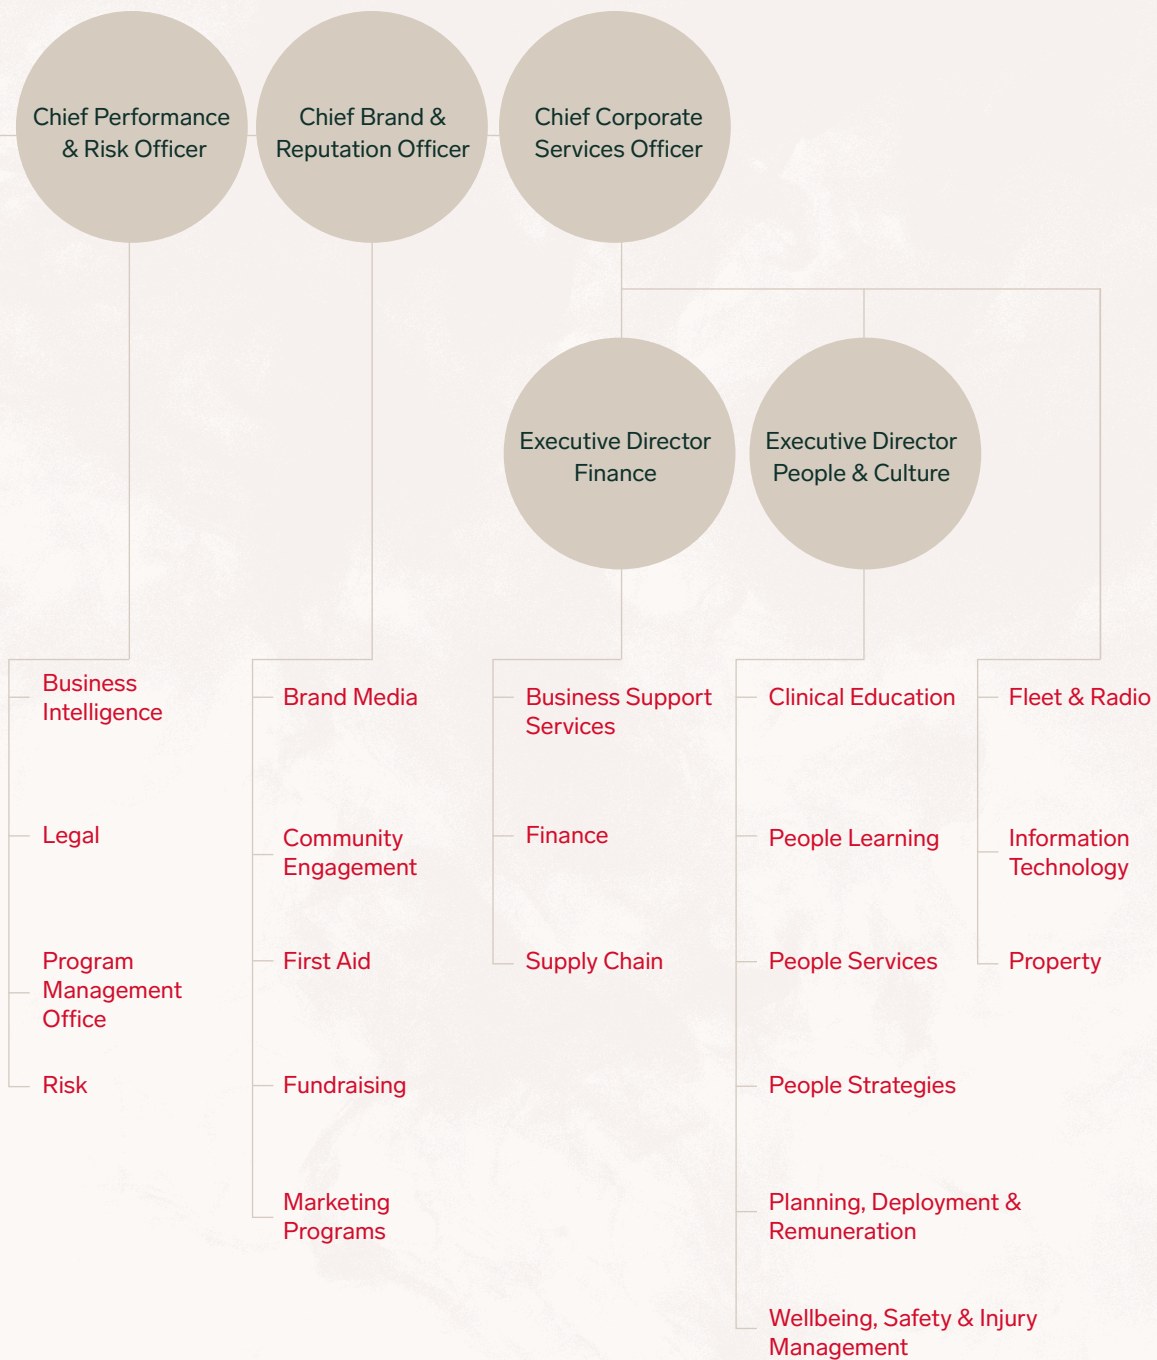 Chief Performance
& Risk Officer
Chief Brand &
Reputation Officer
Chief Corporate
Services Officer
Executive Director
Finance
Executive Director
People & Culture
Business
Intelligence
Legal
Program
Management
Office
Risk
Brand Media
Community
Engagement
First Aid
Fundraising
Marketing
Programs
Business Support
Services
Finance
Supply Chain
Clinical Education
People Learning
People Services
People Strategies
Planning, Deployment &
Remuneration
Wellbeing, Safety & Injury
Management
Fleet & Radio
Information
Technology
Property